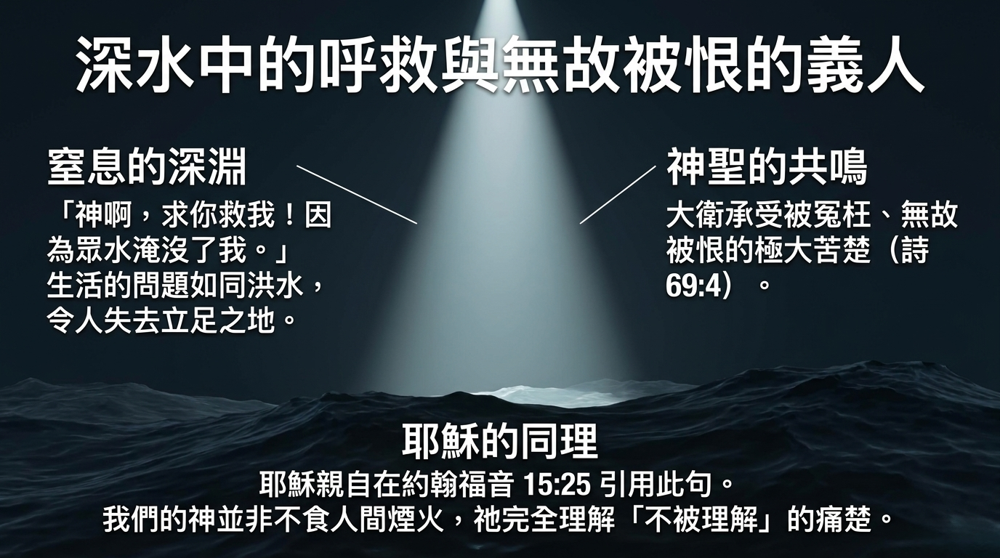 深水中的呼救與無故被恨的義人
窒息的深淵
「神啊，求你救我！因
為眾水淹沒了我。」
生活的問題如同洪水，
令人失去立足之地。
神聖的共鳴
大衛承受被冤枉、無故
被恨的極大苦楚（詩
69:4）。
耶穌的同理
耶穌親自在約翰福音 15:25 引用此句。
我們的神並非不食人間煙火，祂完全理解「不被理解」的痛楚。